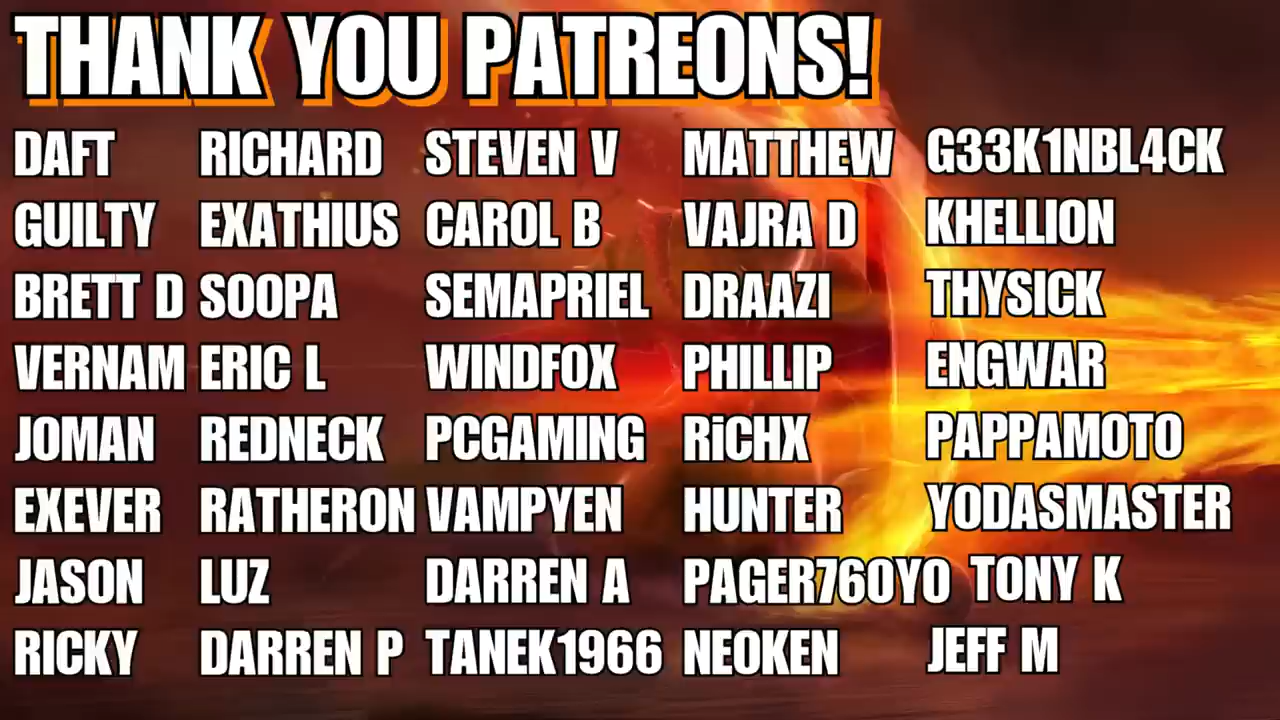 THANK YOU PATREONS!
DAFT RICHARD STEVEN V MATTHEW G33K1NBL4CK
GUILTY EXATHIUS CAROL B VAJRA D KHELLION
BRETT D SOOPA SEMAPRIEL DRAAZI THYSICK
VERNAM ERIC L WINDFOX PHILLIP ENGWAR
JOMAN REDNECK PCGAMING RiCHX PAPPAMOTO
EXEVER RATHERON VAMPYEN HUNTER YODASMASTER
JASON LUZ DARREN A PAGER760YO TONY K
RICKY DARREN P TANEK1966 NEOKEN JEFF M